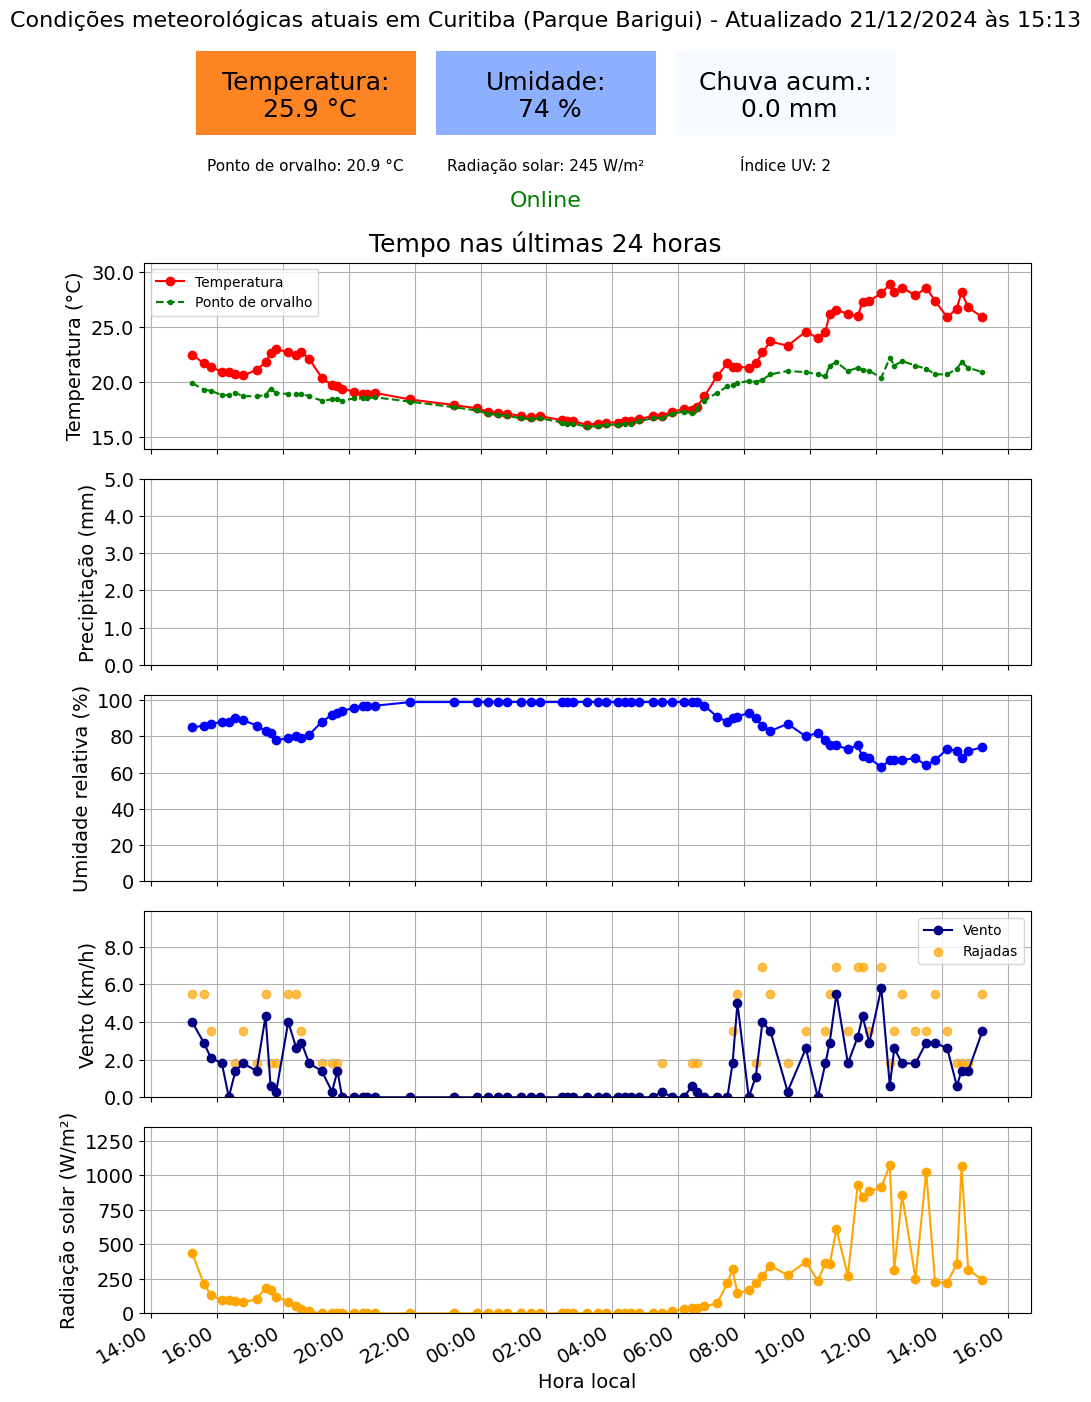 Condições meteorológicas atuais em Curitiba (Parque Barigui) - Atualizado 21/12/2024 às 15:13
Temperatura:
25.9 °C
Umidade:
74 %
Chuva acum.:
0.0 mm
Ponto de orvalho: 20.9 °C
Radiação solar: 245 W/m²
Índice UV: 2
Online
Tempo nas últimas 24 horas
Temperatura (°C)
30.0
25.0
20.0
15.0
Temperatura
Ponto de orvalho
Precipitação (mm)
5.0
4.0
3.0
2.0
1.0
0.0
Umidade relativa (%)
100
80
60
40
20
0
Vento (km/h)
8.0
6.0
4.0
2.0
0.0
Vento
Rajadas
Radiação solar (W/m²)
1250
1000
750
500
250
0
14:00
16:00
18:00
20:00
22:00
00:00
02:00
04:00
06:00
08:00
10:00
12:00
14:00
16:00
Hora local